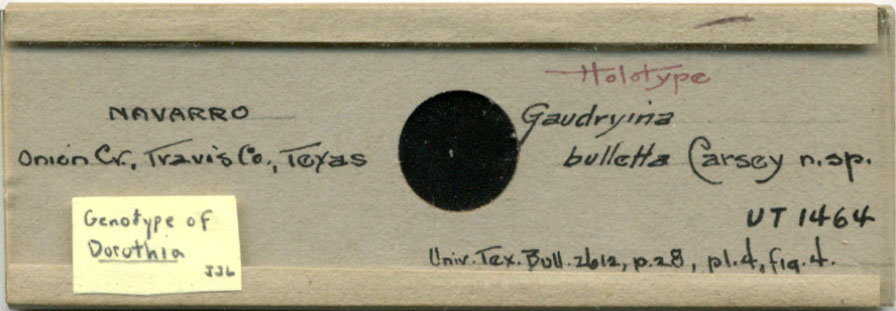 NAVARRO
Onion Cr., Travis Co., Texas
Genotype of
Dorothia
JJL
Holotype
Gaudryina
bulletta Carsey n.sp.
UT 1464
Univ. Tex. Bull. 2612, p. 28, pl. 4, fig. 4.